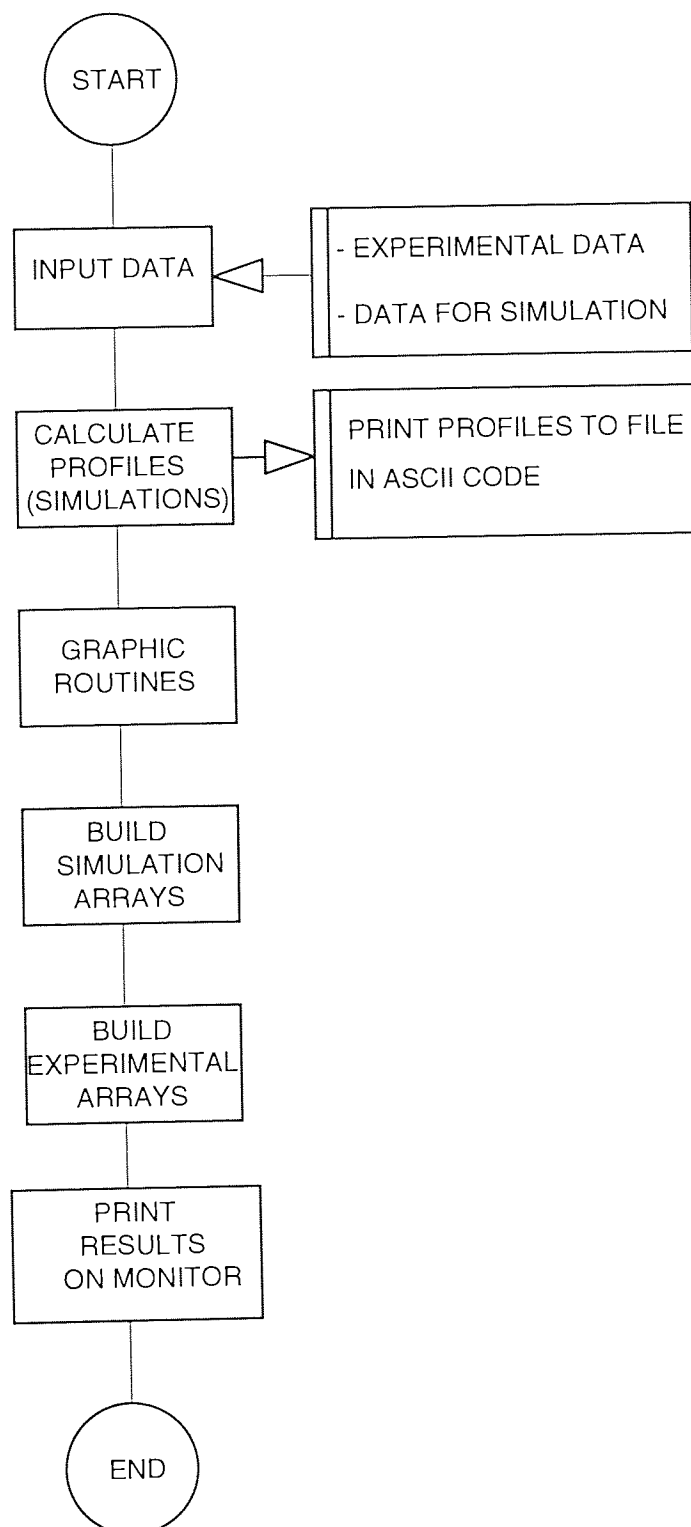 START
INPUT DATA
- EXPERIMENTAL DATA
- DATA FOR SIMULATION
CALCULATE
PROFILES
(SIMULATIONS)
PRINT PROFILES TO FILE
IN ASCII CODE
GRAPHIC
ROUTINES
BUILD
SIMULATION
ARRAYS
BUILD
EXPERIMENTAL
ARRAYS
PRINT
RESULTS
ON MONITOR
END